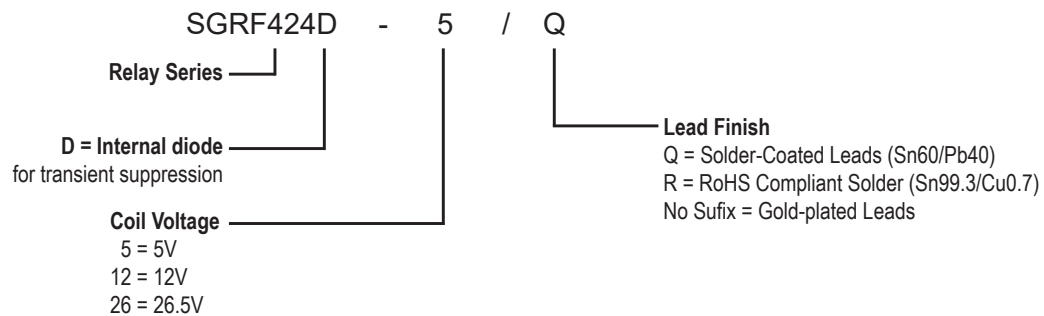 SGRF424D - 5 / Q
Relay Series
D = Internal diode
for transient suppression
Coil Voltage
5 = 5V
12 = 12V
26 = 26.5V
Lead Finish
Q = Solder-Coated Leads (Sn60/Pb40)
R = RoHS Compliant Solder (Sn99.3/Cu0.7)
No Sufix = Gold-plated Leads